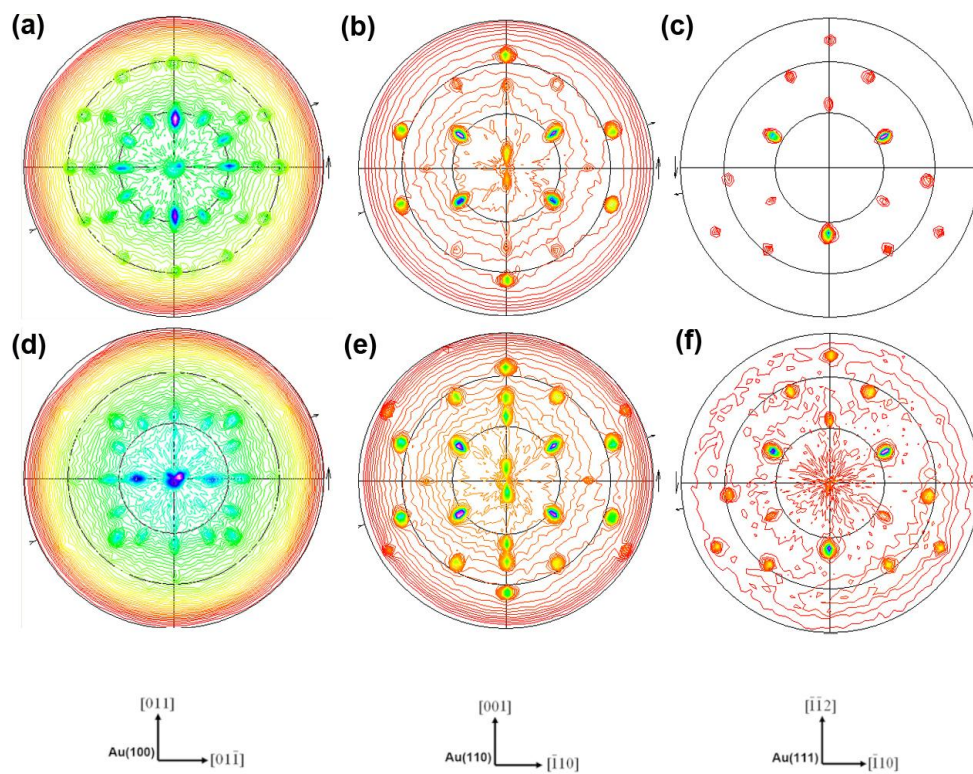 (a) (b) (c)
(d) (e) (f)
[011] [001] [1̄1̄2]
Au(100) [011̄] Au(110) [1̄10] Au(111) [1̄10]